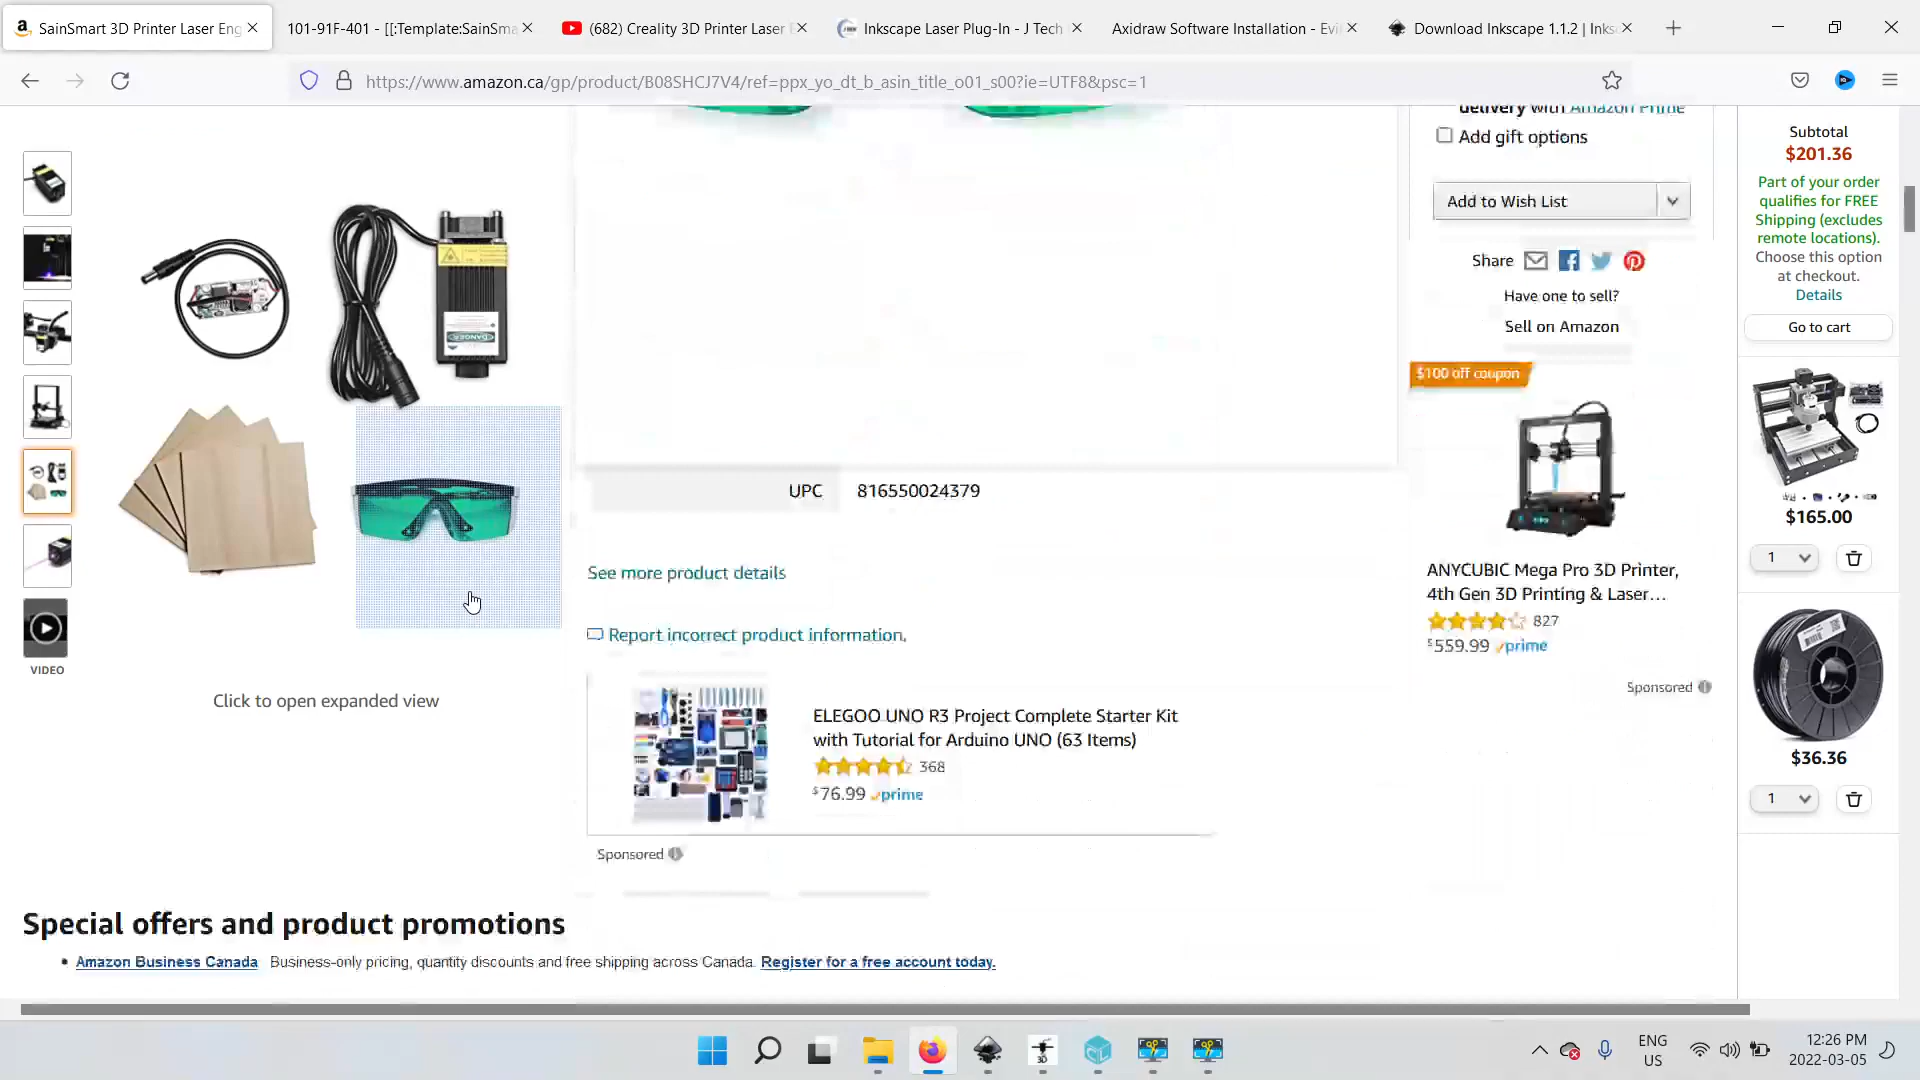 SainSmart 3D Printer Laser Eng
101-91F-401 - [[:Template:SainSma
(682) Creality 3D Printer Laser E
Inkscape Laser Plug-In - J Tech
Axidraw Software Installation - Evil
Download Inkscape 1.1.2 | Inks
https://www.amazon.ca/gp/product/B08SHCJ7V4/ref=ppx_yo_dt_b_asin_title_o01_s00?ie=UTF8&psc=1
delivery with Amazon Prime
Add gift options
Add to Wish List
Share
Have one to sell?
Sell on Amazon
$100 off coupon
ANYCUBIC Mega Pro 3D Printer,
4th Gen 3D Printing & Laser...
827
$559.99 prime
Sponsored
Subtotal
$201.36
Part of your order
qualifies for FREE
Shipping (excludes
remote locations).
Choose this option
at checkout.
Details
Go to cart
$165.00
1
$36.36
1
DANGER
VIDEO
Click to open expanded view
UPC 816550024379
See more product details
Report incorrect product information.
ELEGOO UNO R3 Project Complete Starter Kit
with Tutorial for Arduino UNO (63 Items)
368
$76.99 prime
Sponsored
Special offers and product promotions
• Amazon Business Canada Business-only pricing, quantity discounts and free shipping across Canada. Register for a free account today.
3D
CL
ENG
US
12:26 PM
2022-03-05